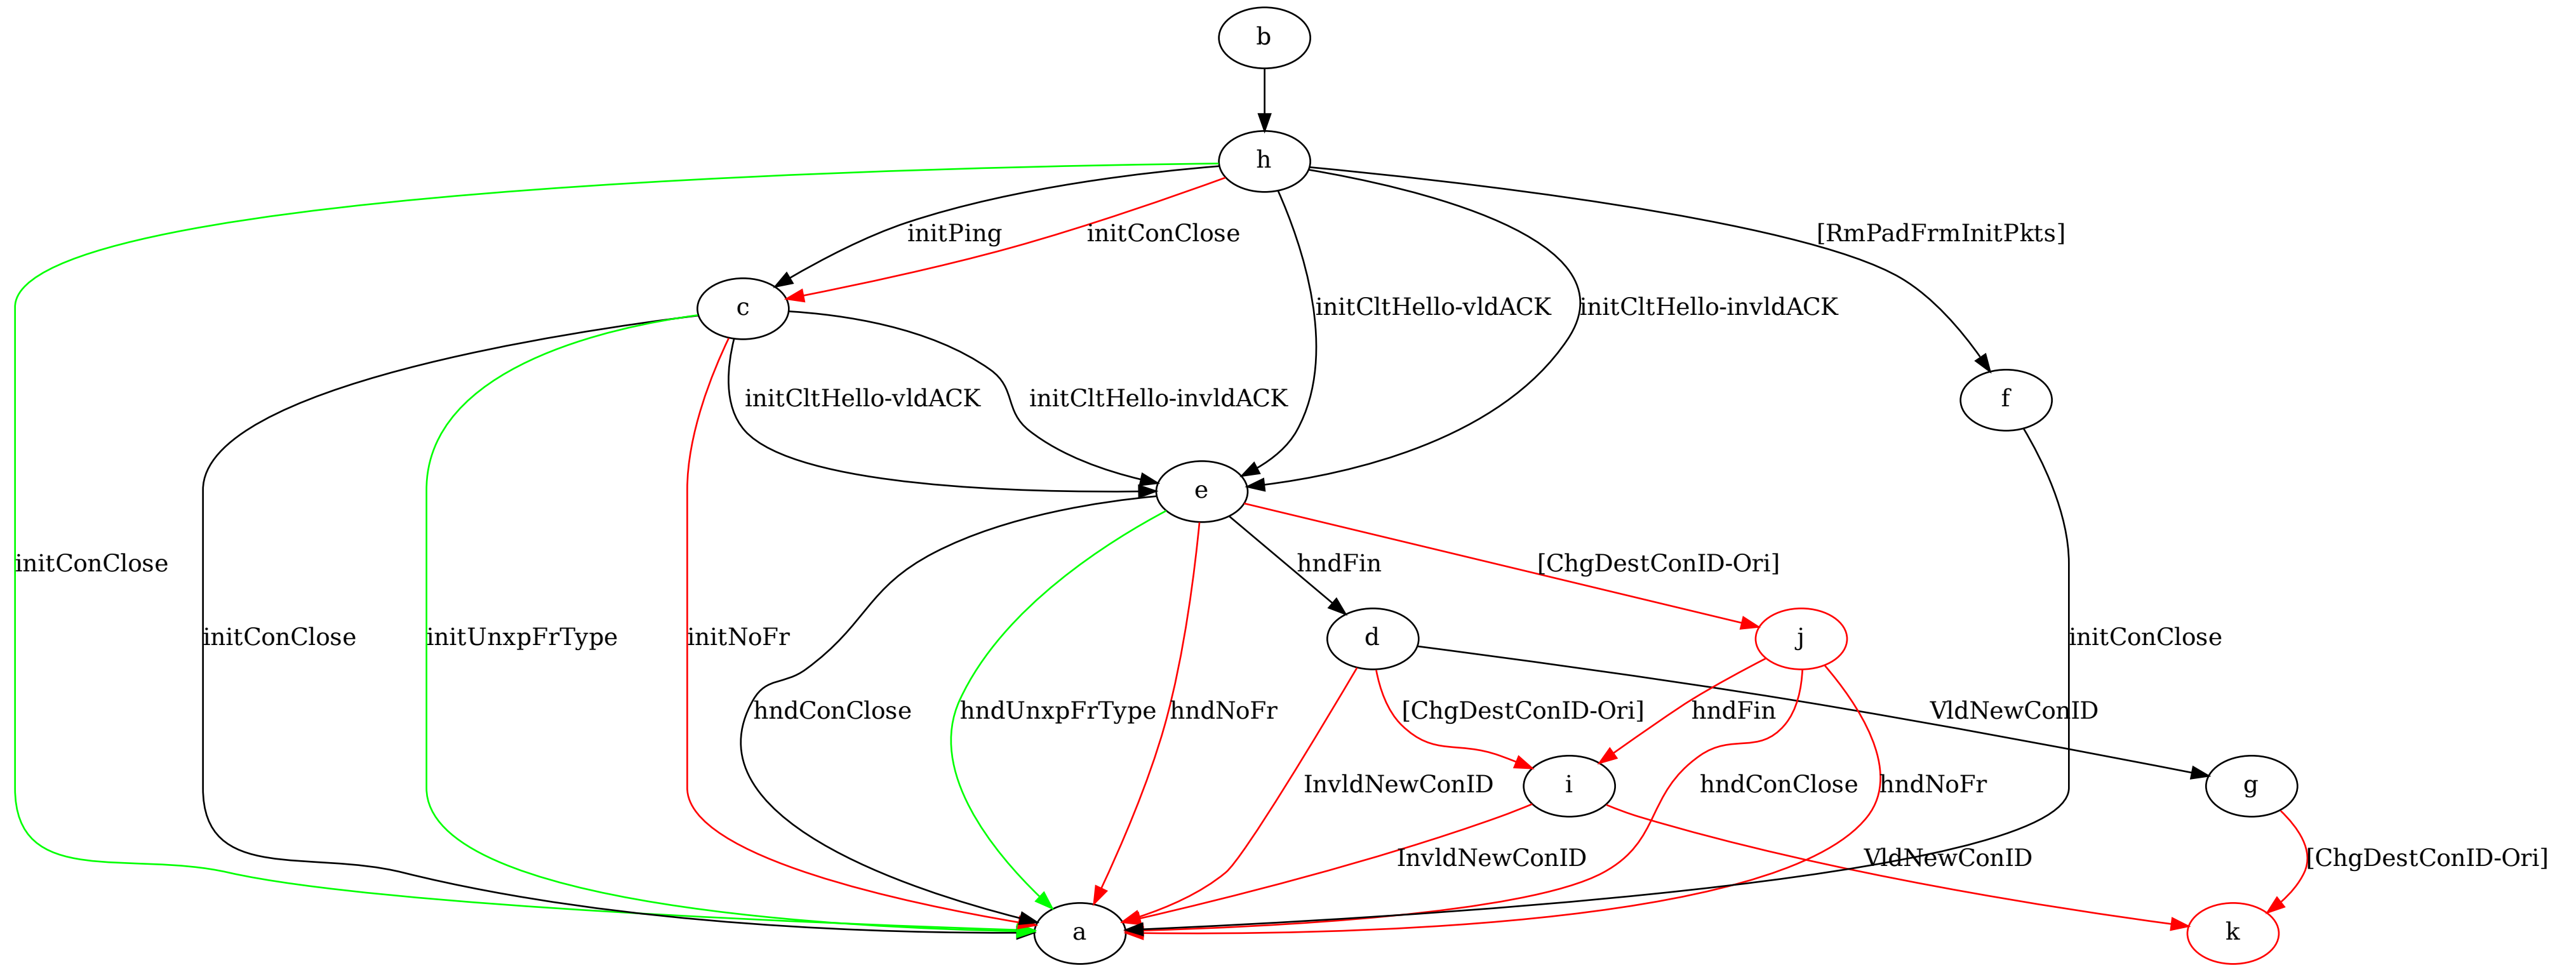 b
h
initPing
initConClose
[RmPadFrmInitPkts]
c
initCltHello-vldACK
initCltHello-invldACK
initCltHello-vldACK
initCltHello-invldACK
f
e
initConClose
hndFin
[ChgDestConID-Ori]
initConClose
initUnxpFrType
initNoFr
d
j
initConClose
hndConClose
hndUnxpFrType
hndNoFr
[ChgDestConID-Ori]
hndFin
VldNewConID
InvldNewConID
i
hndConClose
hndNoFr
g
InvldNewConID
VldNewConID
[ChgDestConID-Ori]
a
k